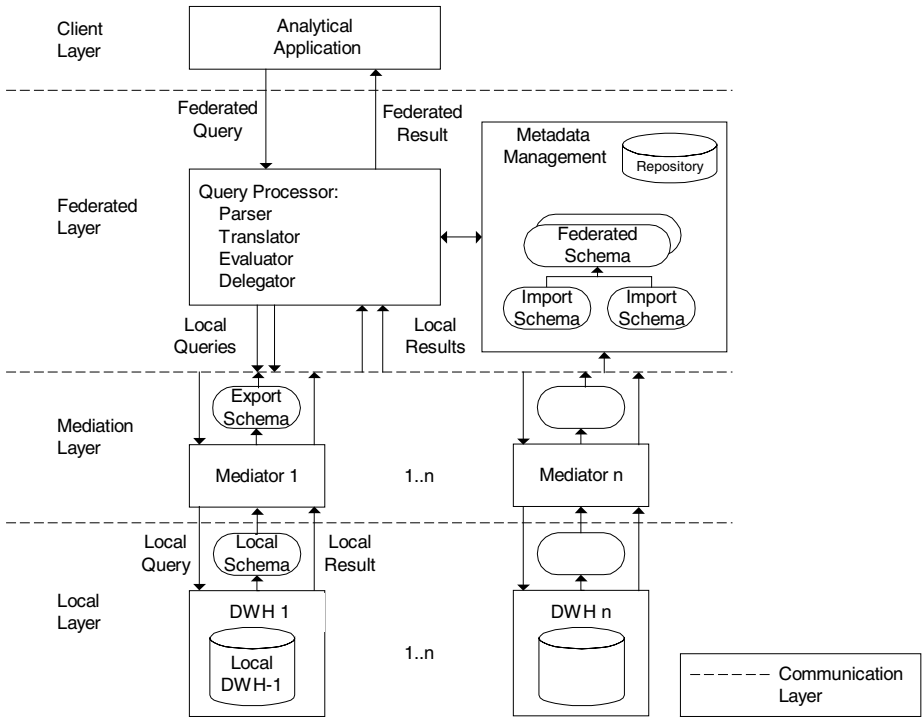 Client
Layer
Analytical
Application
Federated
Query
Federated
Result
Metadata
Management
Repository
Federated
Layer
Query Processor:
Parser
Translator
Evaluator
Delegator
Federated
Schema
Import
Schema
Import
Schema
Local
Queries
Local
Results
Mediation
Layer
Export
Schema
Mediator 1
1..n
Mediator n
Local
Query
Local
Schema
Local
Result
Local
Layer
DWH 1
Local
DWH-1
1..n
DWH n
Communication
Layer